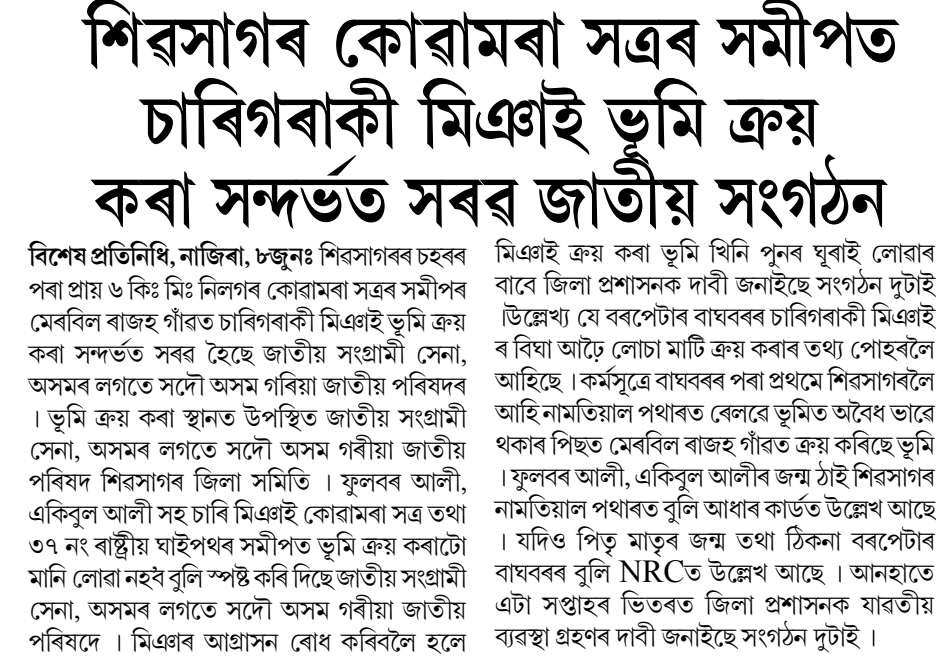 শিৱসাগৰ কোৱামৰা সত্ৰৰ সমীপত
চাৰিগৰাকী মিঞাই ভূমি ক্ৰয়
কৰা সন্দৰ্ভত সৰৱ জাতীয় সংগঠন
বিশেষ প্ৰতিনিধি, নাজিৰা, ৮জুনঃ শিৱসাগৰৰ চহৰৰ
পৰা প্ৰায় ৬ কিঃ মিঃ নিলগৰ কোৱামৰা সত্ৰৰ সমীপৰ
মেৰবিল ৰাজহ গাঁৱত চাৰিগৰাকী মিঞাই ভূমি ক্ৰয়
কৰা সন্দৰ্ভত সৰৱ হৈছে জাতীয় সংগ্ৰামী সেনা,
অসমৰ লগতে সদৌ অসম গৰিয়া জাতীয় পৰিষদৰ
। ভূমি ক্ৰয় কৰা স্থানত উপস্থিত জাতীয় সংগ্ৰামী
সেনা, অসমৰ লগতে সদৌ অসম গৰীয়া জাতীয়
পৰিষদ শিৱসাগৰ জিলা সমিতি । ফুলবৰ আলী,
একিবুল আলী সহ চাৰি মিঞাই কোৱামৰা সত্ৰ তথা
৩৭ নং ৰাষ্ট্ৰীয় ঘাইপথৰ সমীপত ভূমি ক্ৰয় কৰাটো
মানি লোৱা নহ'ব বুলি স্পষ্ট কৰি দিছে জাতীয় সংগ্ৰামী
সেনা, অসমৰ লগতে সদৌ অসম গৰীয়া জাতীয়
পৰিষদে । মিঞাৰ আগ্ৰাসন ৰোধ কৰিবলৈ হলে
মিঞাই ক্ৰয় কৰা ভূমি খিনি পুনৰ ঘূৰাই লোৱাৰ
বাবে জিলা প্ৰশাসনক দাবী জনাইছে সংগঠন দুটাই
।উল্লেখ্য যে বৰপেটাৰ বাঘবৰৰ চাৰিগৰাকী মিঞাই
ৰ বিঘা আঢ়ৈ লোচা মাটি ক্ৰয় কৰাৰ তথ্য পোহৰলৈ
আহিছে । কৰ্মসূত্ৰে বাঘবৰৰ পৰা প্ৰথমে শিৱসাগৰলৈ
আহি নামতিয়াল পথাৰত ৰেলৱে ভূমিত অবৈধ ভাৱে
থকাৰ পিছত মেৰবিল ৰাজহ গাঁৱত ক্ৰয় কৰিছে ভূমি
। ফুলবৰ আলী, একিবুল আলীৰ জন্ম ঠাই শিৱসাগৰ
নামতিয়াল পথাৰত বুলি আধাৰ কাৰ্ডত উল্লেখ আছে
। যদিও পিতৃ মাতৃৰ জন্ম তথা ঠিকনা বৰপেটাৰ
বাঘবৰৰ বুলি NRCত উল্লেখ আছে । আনহাতে
এটা সপ্তাহৰ ভিতৰত জিলা প্ৰশাসনক যাৱতীয়
ব্যৱস্থা গ্ৰহণৰ দাবী জনাইছে সংগঠন দুটাই ।